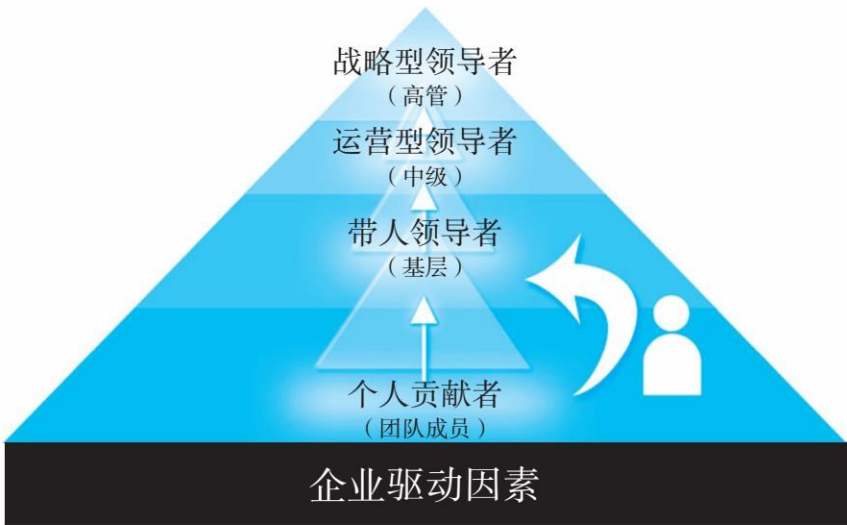 战略型领导者
（高管）
运营型领导者
（中级）
带人领导者
（基层）
个人贡献者
（团队成员）
企业驱动因素